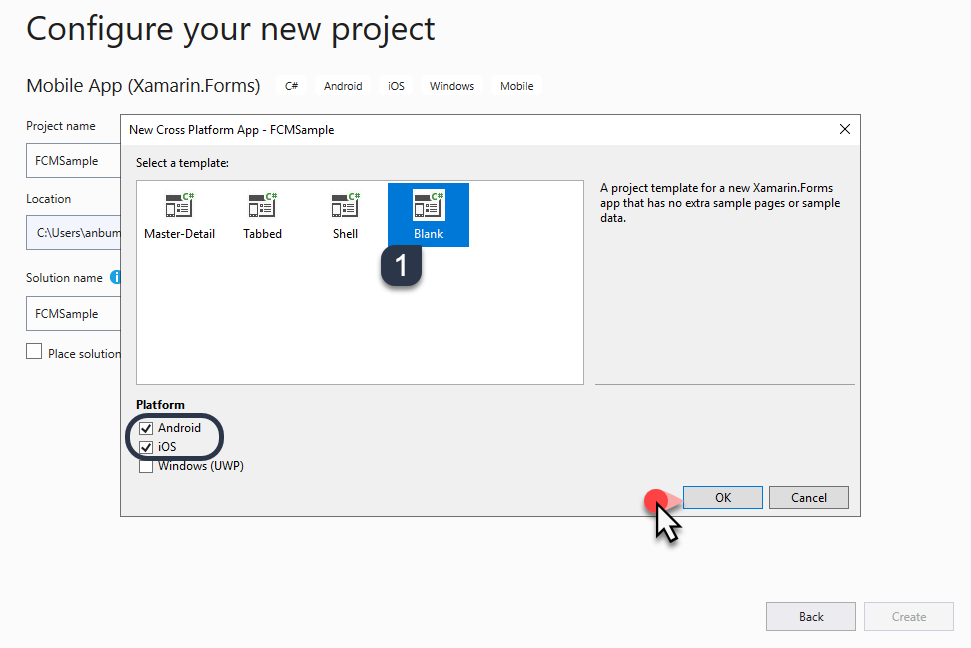 Configure your new project
Mobile App (Xamarin.Forms) C# Android iOS Windows Mobile
Project name
FCMSample
Location
C:\Users\anbum
Solution name
FCMSample
Place solution
New Cross Platform App - FCMSample
Select a template:
C# C# C# C#
Master-Detail Tabbed Shell Blank
1
A project template for a new Xamarin.Forms
app that has no extra sample pages or sample
data.
Platform
Android
iOS
Windows (UWP)
OK Cancel
Back Create